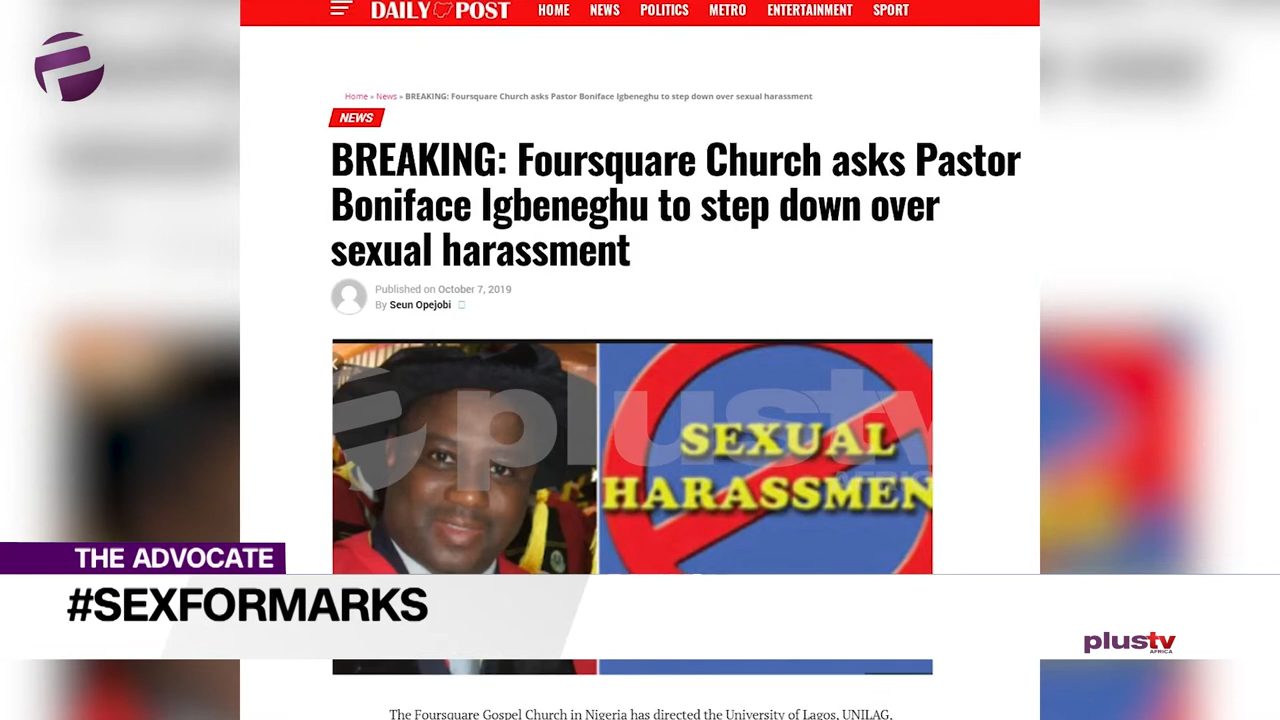 DAILY POST HOME NEWS POLITICS METRO ENTERTAINMENT SPORT
Home » News » BREAKING: Foursquare Church asks Pastor Boniface Igbeneghu to step down over sexual harassment
NEWS
BREAKING: Foursquare Church asks Pastor
Boniface Igbeneghu to step down over
sexual harassment
Published on October 7, 2019
By Seun Opejobi
plustv
SEXUAL
HARASSMEN
THE ADVOCATE
#SEXFORMARKS
plustv
AFRICA
The Foursquare Gospel Church in Nigeria has directed the University of Lagos, UNILAG,